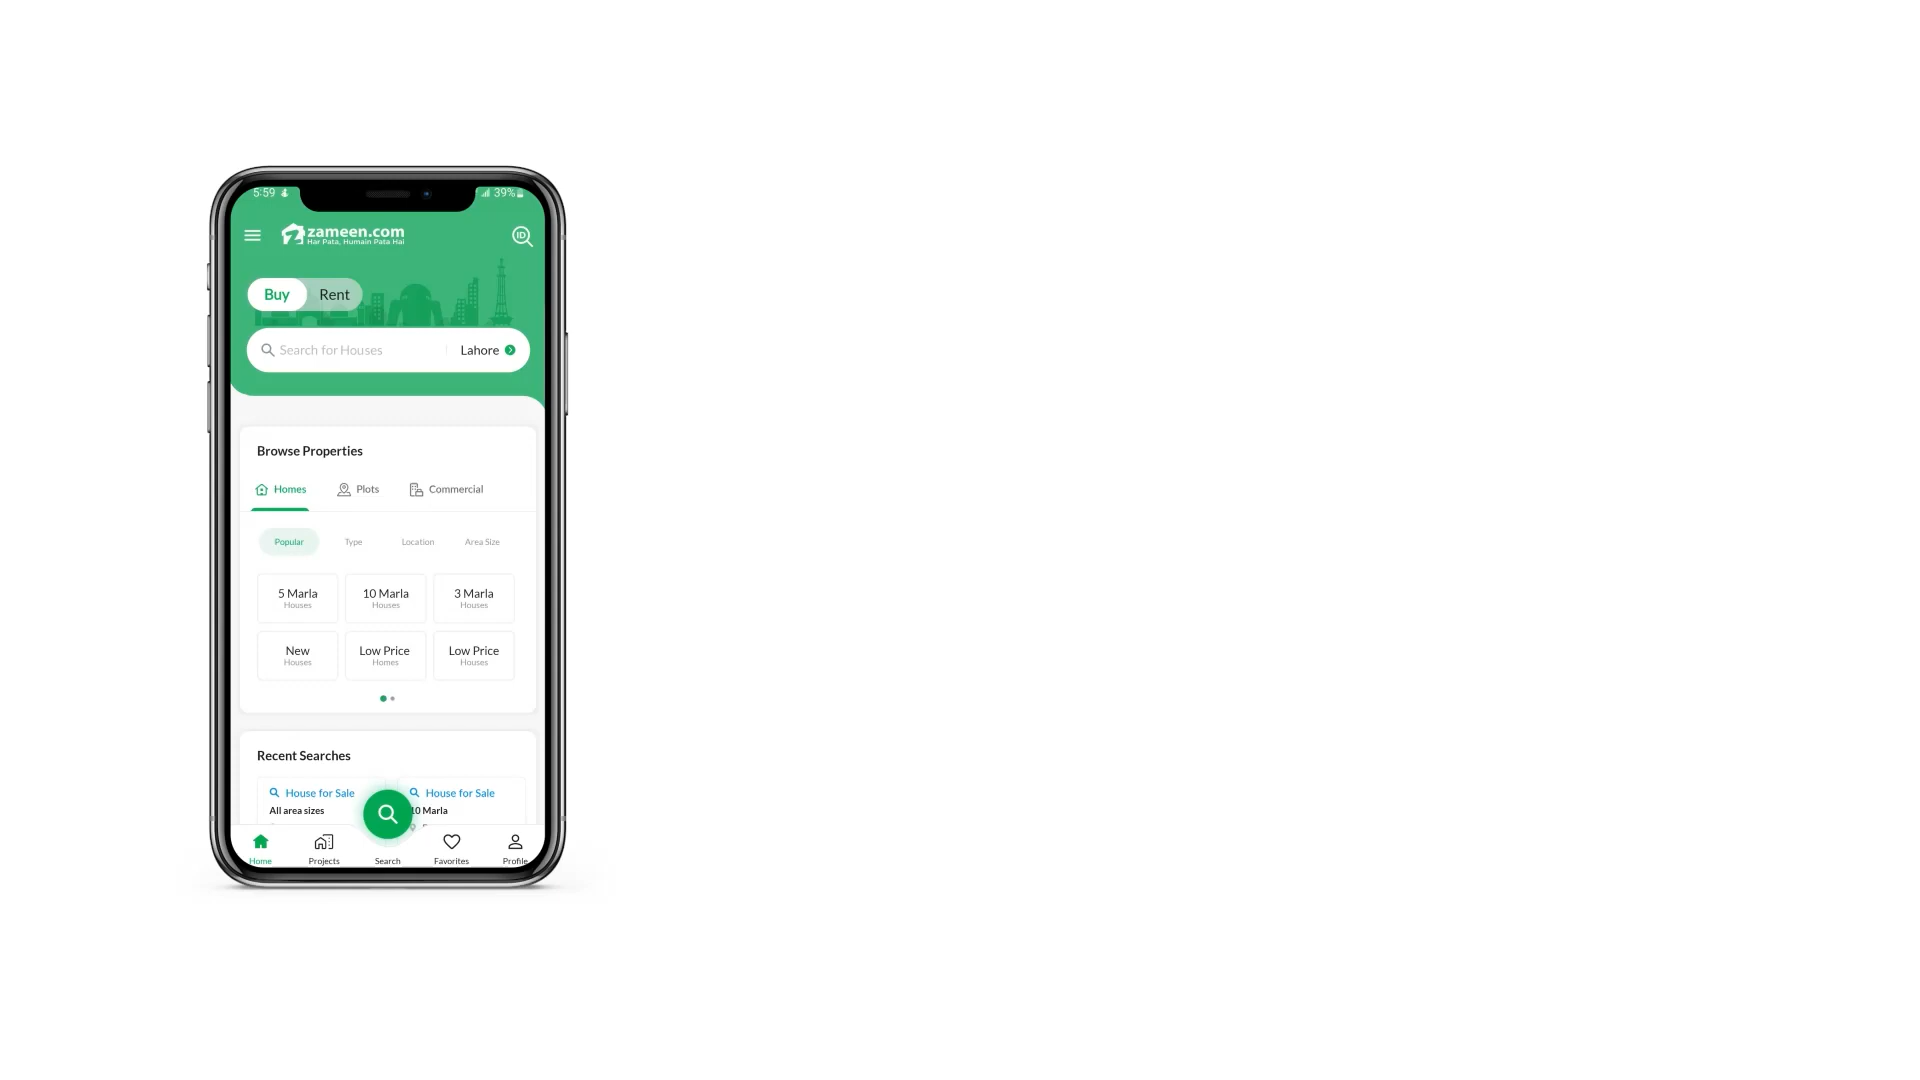 5:59
39%
zameen.com
Har Pata, Humain Pata Hai
ID
Buy Rent
Search for Houses Lahore
Browse Properties
Homes Plots Commercial
Popular Type Location Area Size
5 Marla 10 Marla 3 Marla
Houses Houses Houses
New Low Price Low Price
Houses Homes Houses
Recent Searches
House for Sale House for Sale
All area sizes 10 Marla
Home Projects Search Favorites Profile